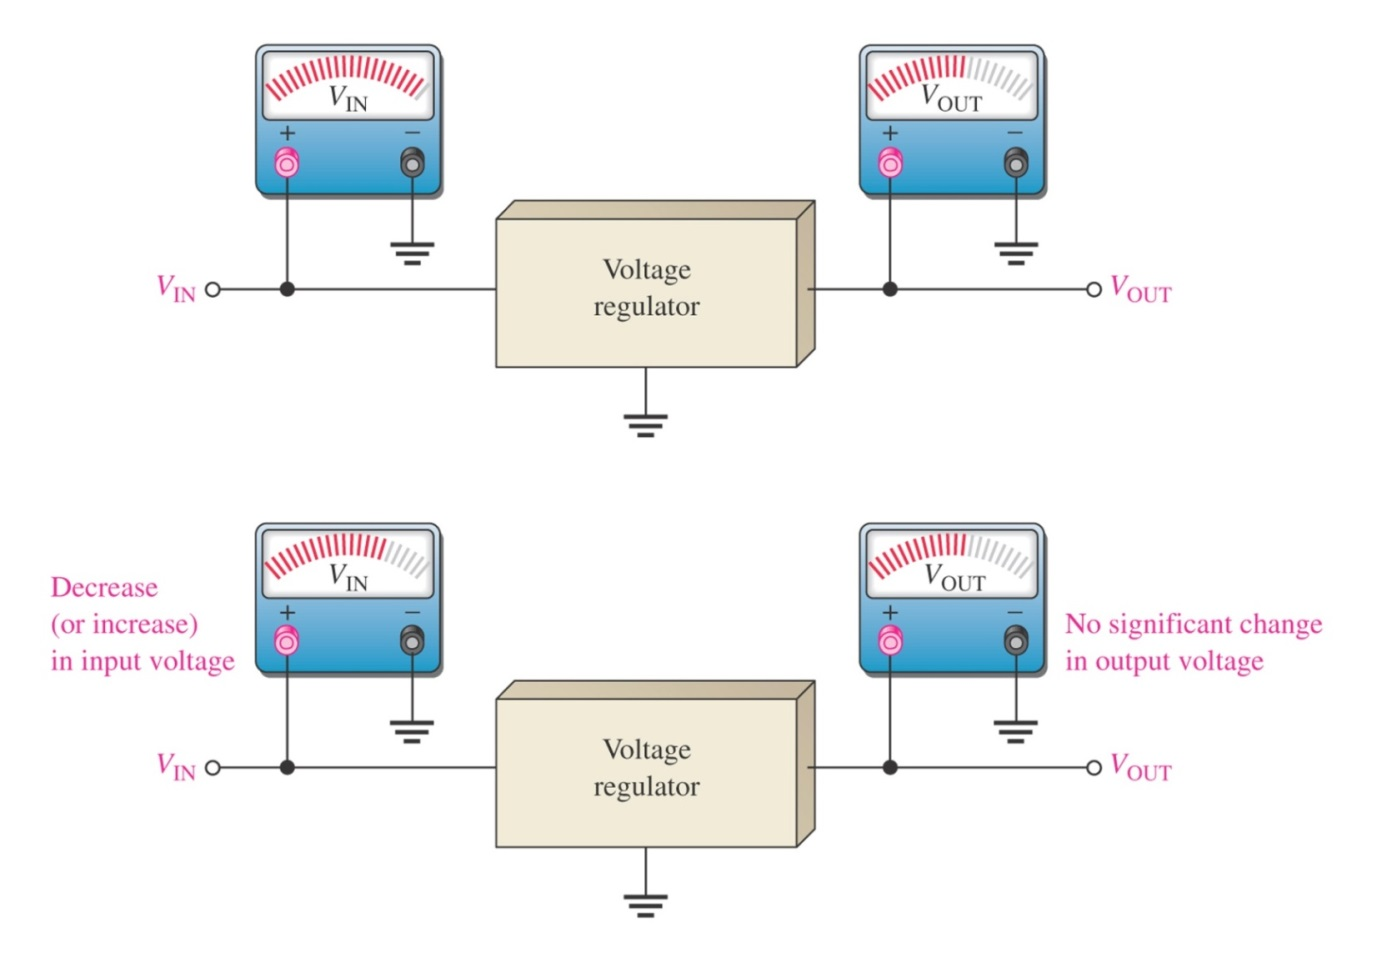 VIN
VOUT
+ −
+ −
Voltage
regulator
VIN
VOUT
VIN
VOUT
Decrease
(or increase)
in input voltage
+ −
+ −
No significant change
in output voltage
Voltage
regulator
VIN
VOUT